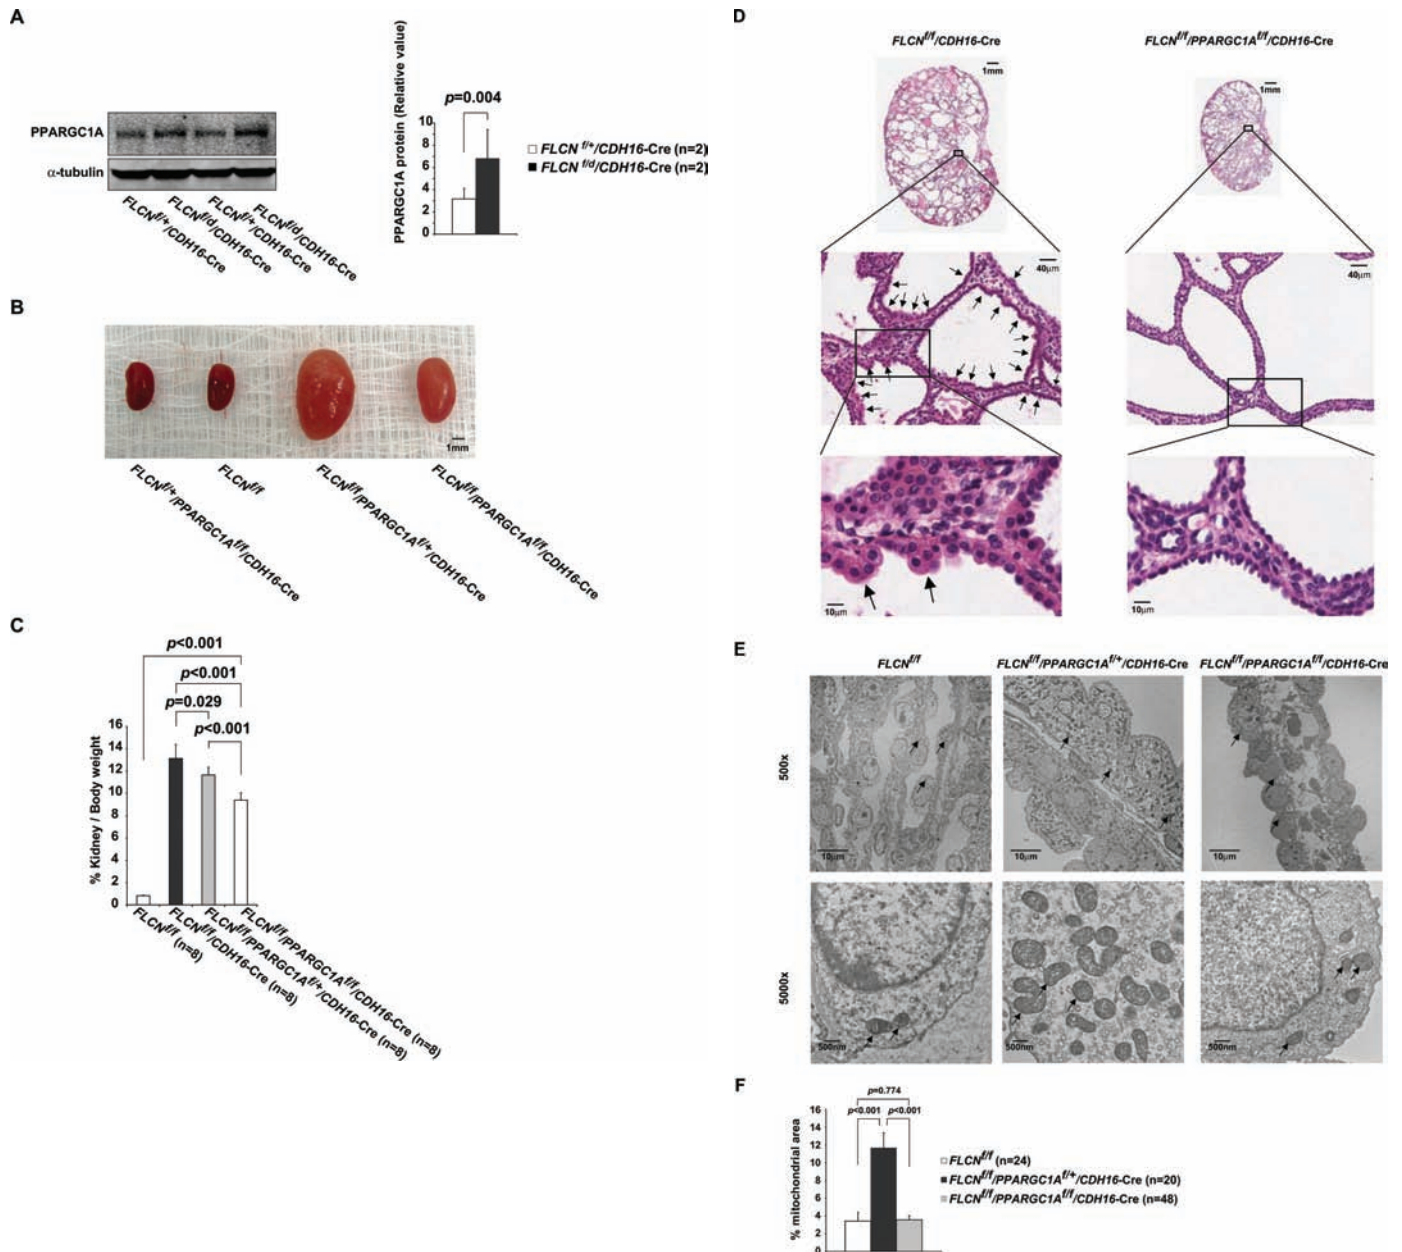 A
PPARGC1A
α-tubulin
FLCNf/+/CDH16-Cre
FLCNf/d/CDH16-Cre
FLCNf/+/CDH16-Cre
FLCNf/d/CDH16-Cre
PPARGC1A protein (Relative value)
p=0.004
10
8
6
4
2
0
FLCN f/+/CDH16-Cre (n=2)
FLCN f/d/CDH16-Cre (n=2)
B
1mm
FLCNf/+/PPARGC1Af/f/CDH16-Cre
FLCNf/f
FLCNf/f/PPARGC1Af/+/CDH16-Cre
FLCNf/f/PPARGC1Af/f/CDH16-Cre
C
p<0.001
p<0.001
p=0.029
p<0.001
% Kidney / Body weight
16
14
12
10
8
6
4
2
0
FLCNf/f (n=8)
FLCNf/f/CDH16-Cre (n=8)
FLCNf/f/PPARGC1Af/+/CDH16-Cre (n=8)
FLCNf/f/PPARGC1Af/f/CDH16-Cre (n=8)
D
FLCNf/f/CDH16-Cre
FLCNf/f/PPARGC1Af/f/CDH16-Cre
1mm
1mm
40μm
40μm
10μm
10μm
E
FLCNf/f
FLCNf/f/PPARGC1Af/+/CDH16-Cre
FLCNf/f/PPARGC1Af/f/CDH16-Cre
500x
10μm
10μm
10μm
5000x
500nm
500nm
500nm
F
p=0.774
p<0.001
p<0.001
% mitochondrial area
16
14
12
10
8
6
4
2
0
FLCNf/f (n=24)
FLCNf/f/PPARGC1Af/+/CDH16-Cre (n=20)
FLCNf/f/PPARGC1Af/f/CDH16-Cre (n=48)